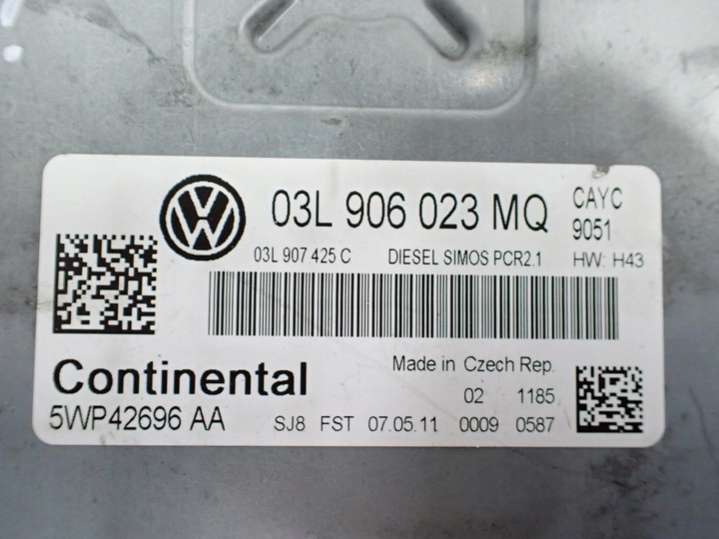 03L 906 023 MQ CAYC
9051
03L 907 425 C DIESEL SIMOS PCR2.1 HW: H43
Continental Made in Czech Rep.
02 1185
5WP42696 AA SJ8 FST 07.05.11 0009 0587